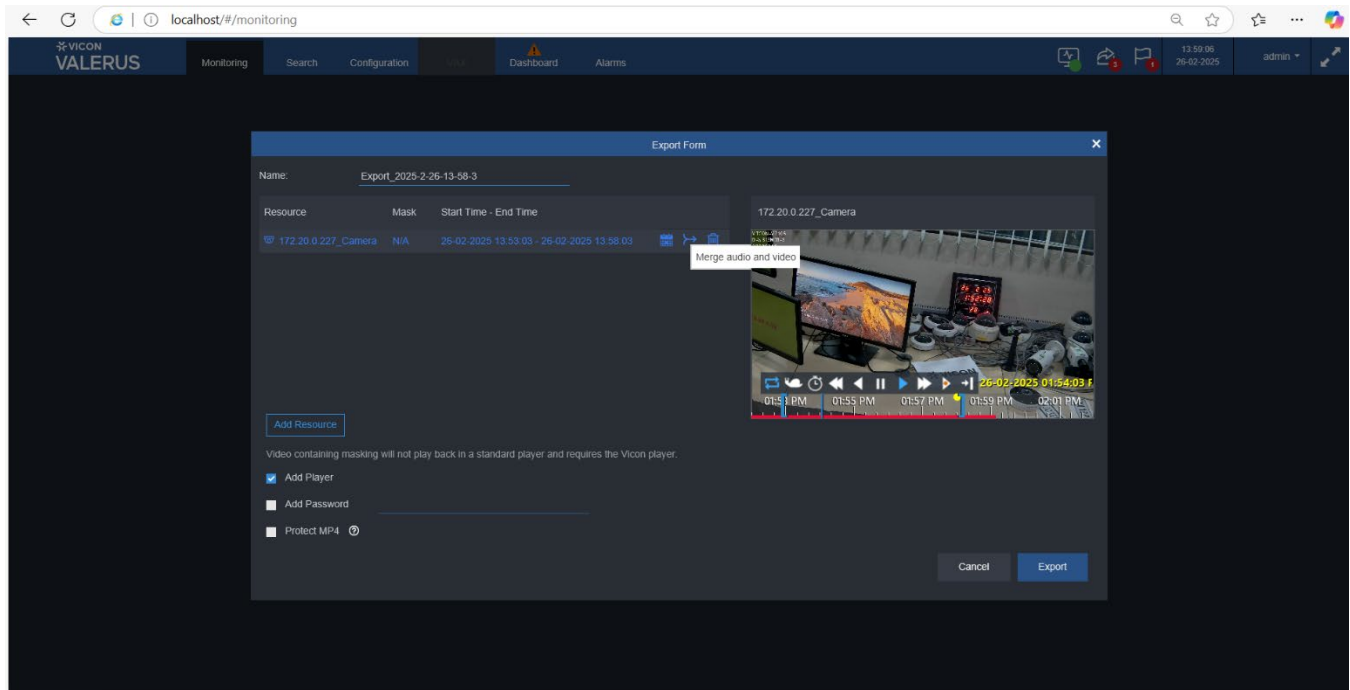 localhost/#/monitoring
VICON
VALERUS
Monitoring
Search
Configuration
Dashboard
Alarms
3
1
13:59:06
26-02-2025
admin
Export Form
Name:
Export_2025-2-26-13-58-3
Resource
Mask
Start Time - End Time
172.20.0.227_Camera
172.20.0.227_Camera
N/A
26-02-2025 13:53:03 - 26-02-2025 13:58:03
Merge audio and video
26-02-2025 01:54:03
01:53 PM
01:55 PM
01:57 PM
01:59 PM
02:01 PM
Add Resource
Video containing masking will not play back in a standard player and requires the Vicon player.
Add Player
Add Password
Protect MP4
Cancel
Export